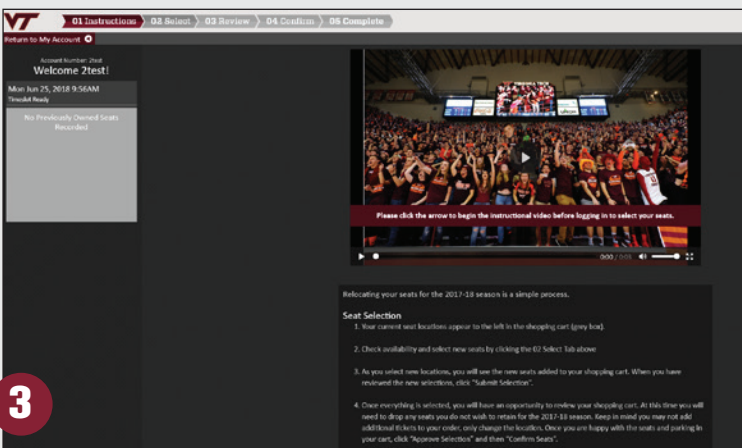 VT
01 Instructions
02 Select
03 Review
04 Confirm
05 Complete
Return to My Account
Account Number: 2test
Welcome 2test!
Mon Jun 25, 2018 9:56AM
Timeslot Ready
No Previously Owned Seats
Recorded
VIRGINIA TECH
Please click the arrow to begin the instructional video before logging in to select your seats.
0:00 / 0:03
Relocating your seats for the 2017-18 season is a simple process.
Seat Selection
1. Your current seat locations appear to the left in the shopping cart (grey box).
2. Check availability and select new seats by clicking the 02 Select Tab above
3. As you select new locations, you will see the new seats added to your shopping cart. When you have
reviewed the new selections, click "Submit Selection".
4. Once everything is selected, you will have an opportunity to review your shopping cart. At this time you will
need to drop any seats you do not wish to retain for the 2017-18 season. Keep in mind you may not add
additional tickets to your order, only change the location. Once you are happy with the seats and parking in
your cart, click "Approve Selection" and then "Confirm Seats".
3